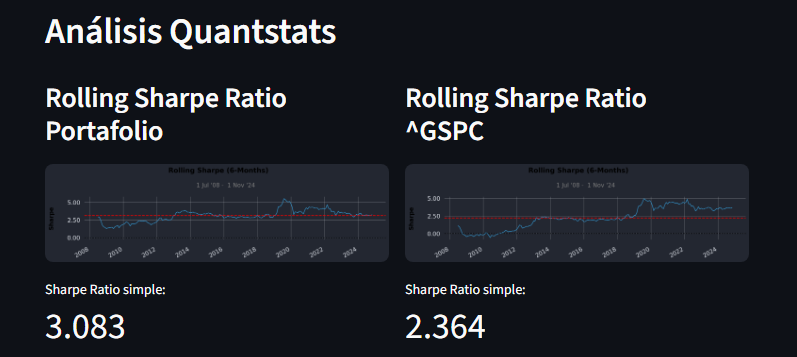 Análisis Quantstats
Rolling Sharpe Ratio
Portafolio
Rolling Sharpe (6-Months)
1 Jul '08 - 1 Nov '24
Sharpe
5.00
2.50
0.00
2008
2010
2012
2014
2016
2018
2020
2022
2024
Sharpe Ratio simple:
3.083
Rolling Sharpe Ratio
^GSPC
Rolling Sharpe (6-Months)
1 Jul '08 - 1 Nov '24
Sharpe
5.00
2.50
0.00
2008
2010
2012
2014
2016
2018
2020
2022
2024
Sharpe Ratio simple:
2.364